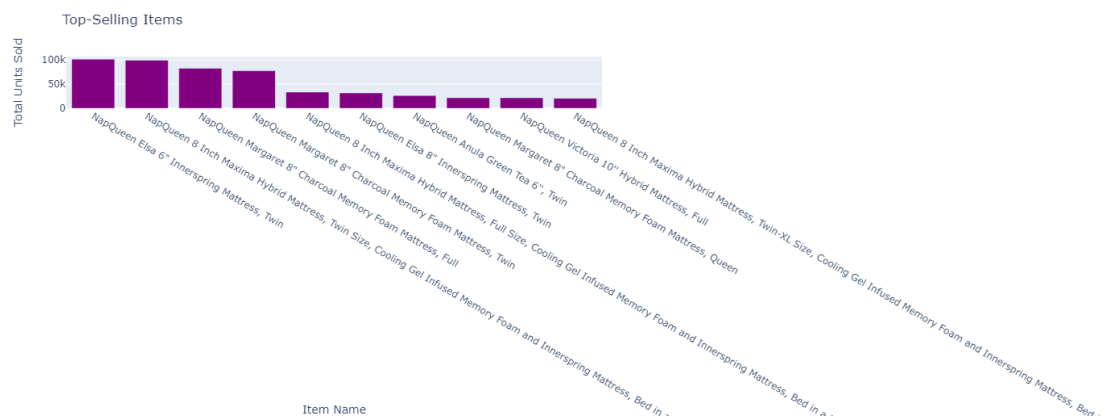 Top-Selling Items
Total Units Sold
100k
50k
0
NapQueen Elsa 6" Innerspring Mattress, Twin
NapQueen 8 Inch Maxima Hybrid Mattress, Twin Size, Cooling Gel Infused Memory Foam and Innerspring Mattress, Bed in a
NapQueen Margaret 8" Charcoal Memory Foam Mattress, Full
NapQueen Margaret 8" Charcoal Memory Foam Mattress, Twin
NapQueen 8 Inch Maxima Hybrid Mattress, Full Size, Cooling Gel Infused Memory Foam and Innerspring Mattress, Bed in a
NapQueen Elsa 8" Innerspring Mattress, Twin
NapQueen Anula Green Tea 6", Twin
NapQueen Margaret 8" Charcoal Memory Foam Mattress, Queen
NapQueen Victoria 10" Hybrid Mattress, Full
NapQueen 8 Inch Maxima Hybrid Mattress, Twin-XL Size, Cooling Gel Infused Memory Foam and Innerspring Mattress, Bed
Item Name